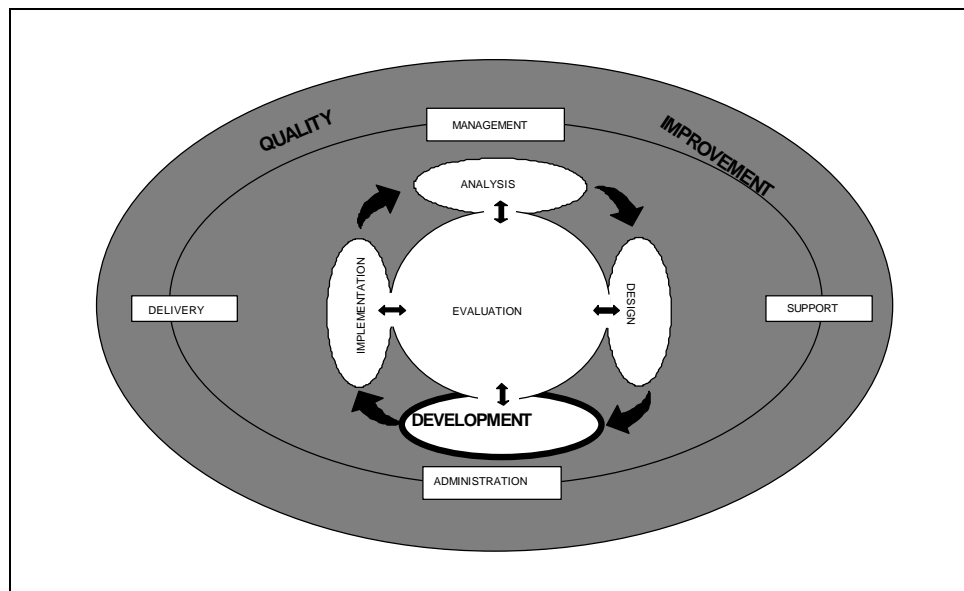 QUALITY
IMPROVEMENT
MANAGEMENT
ANALYSIS
IMPLEMENTATION
DESIGN
DELIVERY
EVALUATION
SUPPORT
DEVELOPMENT
ADMINISTRATION